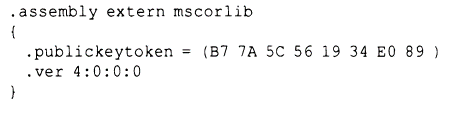 .assembly extern mscorlib
{
  .publickeytoken = (B7 7A 5C 56 19 34 E0 89 )
  .ver 4:0:0:0
}